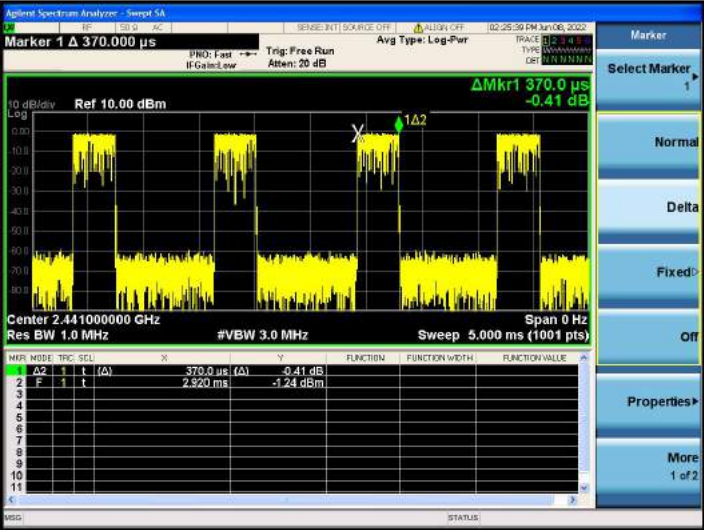 Agilent Spectrum Analyzer - Swept SA
RF 50 Ω AC SENSE:INT SOURCE OFF ALIGN OFF 02:25:39 PM Jun 08, 2022
Marker 1 Δ 370.000 µs
PNO: Fast
IFGain:Low
Trig: Free Run
Atten: 20 dB
Avg Type: Log-Pwr
TRACE 1 2 3 4 5 6
TYPE
DET N N N N N N
ΔMkr1 370.0 µs
-0.41 dB
10 dB/div Ref 10.00 dBm
Log
0.00
-10.0
-20.0
-30.0
-40.0
-50.0
-60.0
-70.0
-80.0
X
2
1Δ2
Center 2.441000000 GHz Span 0 Hz
Res BW 1.0 MHz #VBW 3.0 MHz Sweep 5.000 ms (1001 pts)
MKR MODE TRC SCL X Y FUNCTION FUNCTION WIDTH FUNCTION VALUE
1 Δ2 1 t (Δ) 370.0 µs (Δ) -0.41 dB
2 F 1 t 2.920 ms -1.24 dBm
3
4
5
6
7
8
9
10
11
MSG STATUS
Marker
Select Marker
1
Normal
Delta
Fixed
Off
Properties
More
1 of 2